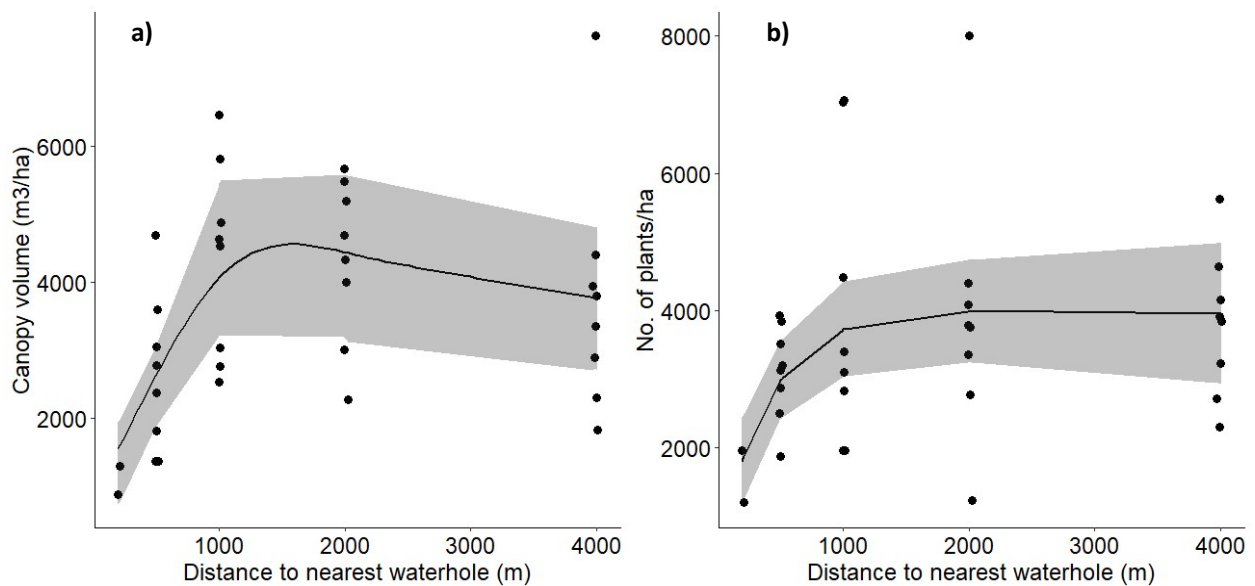 a)
Canopy volume (m3/ha)
6000
4000
2000
1000 2000 3000 4000
Distance to nearest waterhole (m)
b)
No. of plants/ha
8000
6000
4000
2000
1000 2000 3000 4000
Distance to nearest waterhole (m)